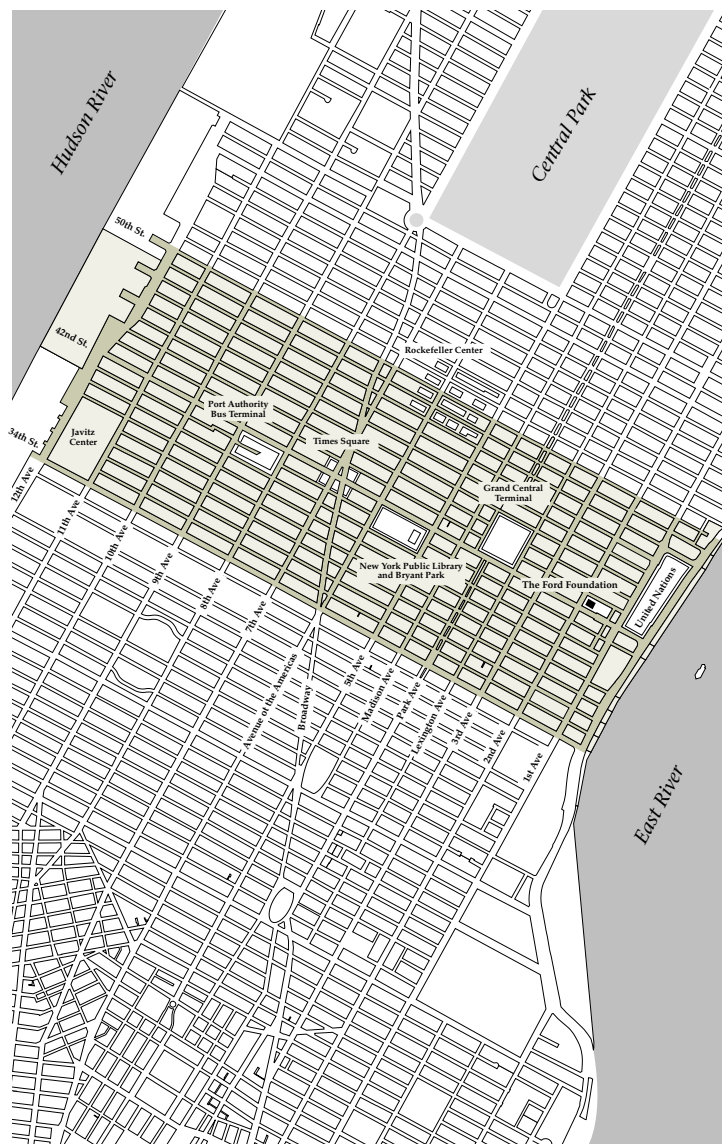 Hudson River
Central Park
50th St.
42nd St.
Rockefeller Center
Port Authority
Bus Terminal
34th St.
Javitz
Center
Times Square
12th Ave
Grand Central
Terminal
11th Ave
10th Ave
New York Public Library
and Bryant Park
9th Ave
The Ford Foundation
United Nations
8th Ave
7th Ave
Avenue of the Americas
Broadway
5th Ave
Madison Ave
Park Ave
Lexington Ave
3rd Ave
2nd Ave
1st Ave
East River